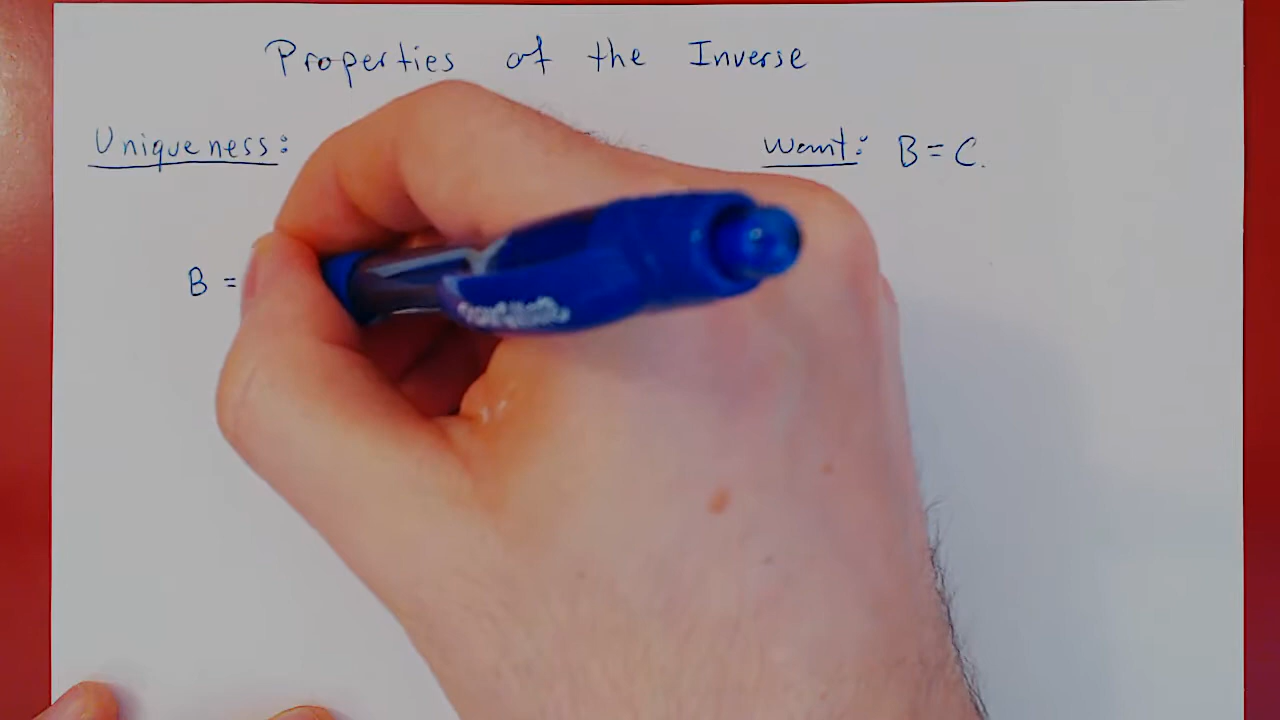 Properties of the Inverse
Uniqueness: Want: B = C.
B =